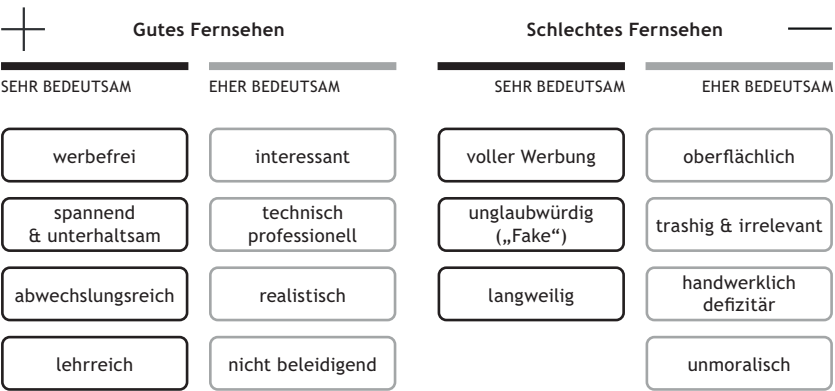 Gutes Fernsehen
Schlechtes Fernsehen
SEHR BEDEUTSAM
EHER BEDEUTSAM
SEHR BEDEUTSAM
EHER BEDEUTSAM
werbefrei
interessant
voller Werbung
oberflächlich
spannend
& unterhaltsam
technisch
professionell
unglaubwürdig
(„Fake“)
trashig & irrelevant
abwechslungsreich
realistisch
langweilig
handwerklich
defizitär
lehrreich
nicht beleidigend
unmoralisch